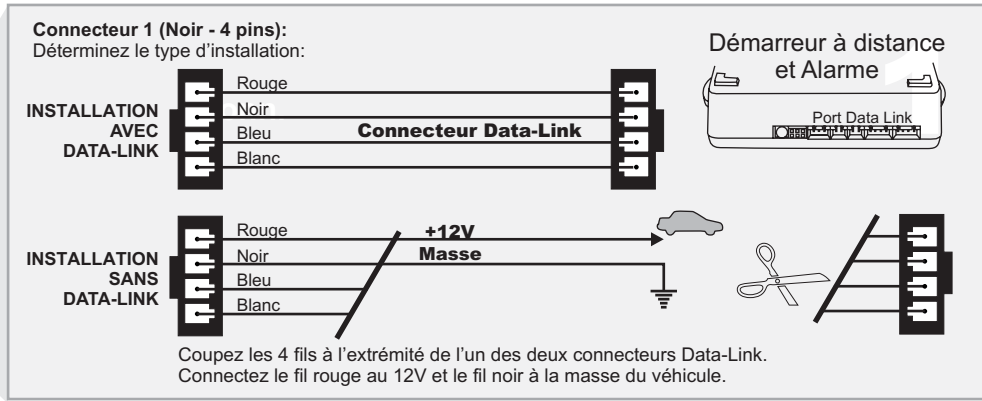 Connecteur 1 (Noir - 4 pins):
Déterminez le type d'installation:
Démarreur à distance
et Alarme
Port Data Link
INSTALLATION
AVEC
DATA-LINK
Rouge
Noir
Bleu
Blanc
Connecteur Data-Link
INSTALLATION
SANS
DATA-LINK
Rouge
Noir
Bleu
Blanc
+12V
Masse
Coupez les 4 fils à l'extrémité de l'un des deux connecteurs Data-Link.
Connectez le fil rouge au 12V et le fil noir à la masse du véhicule.